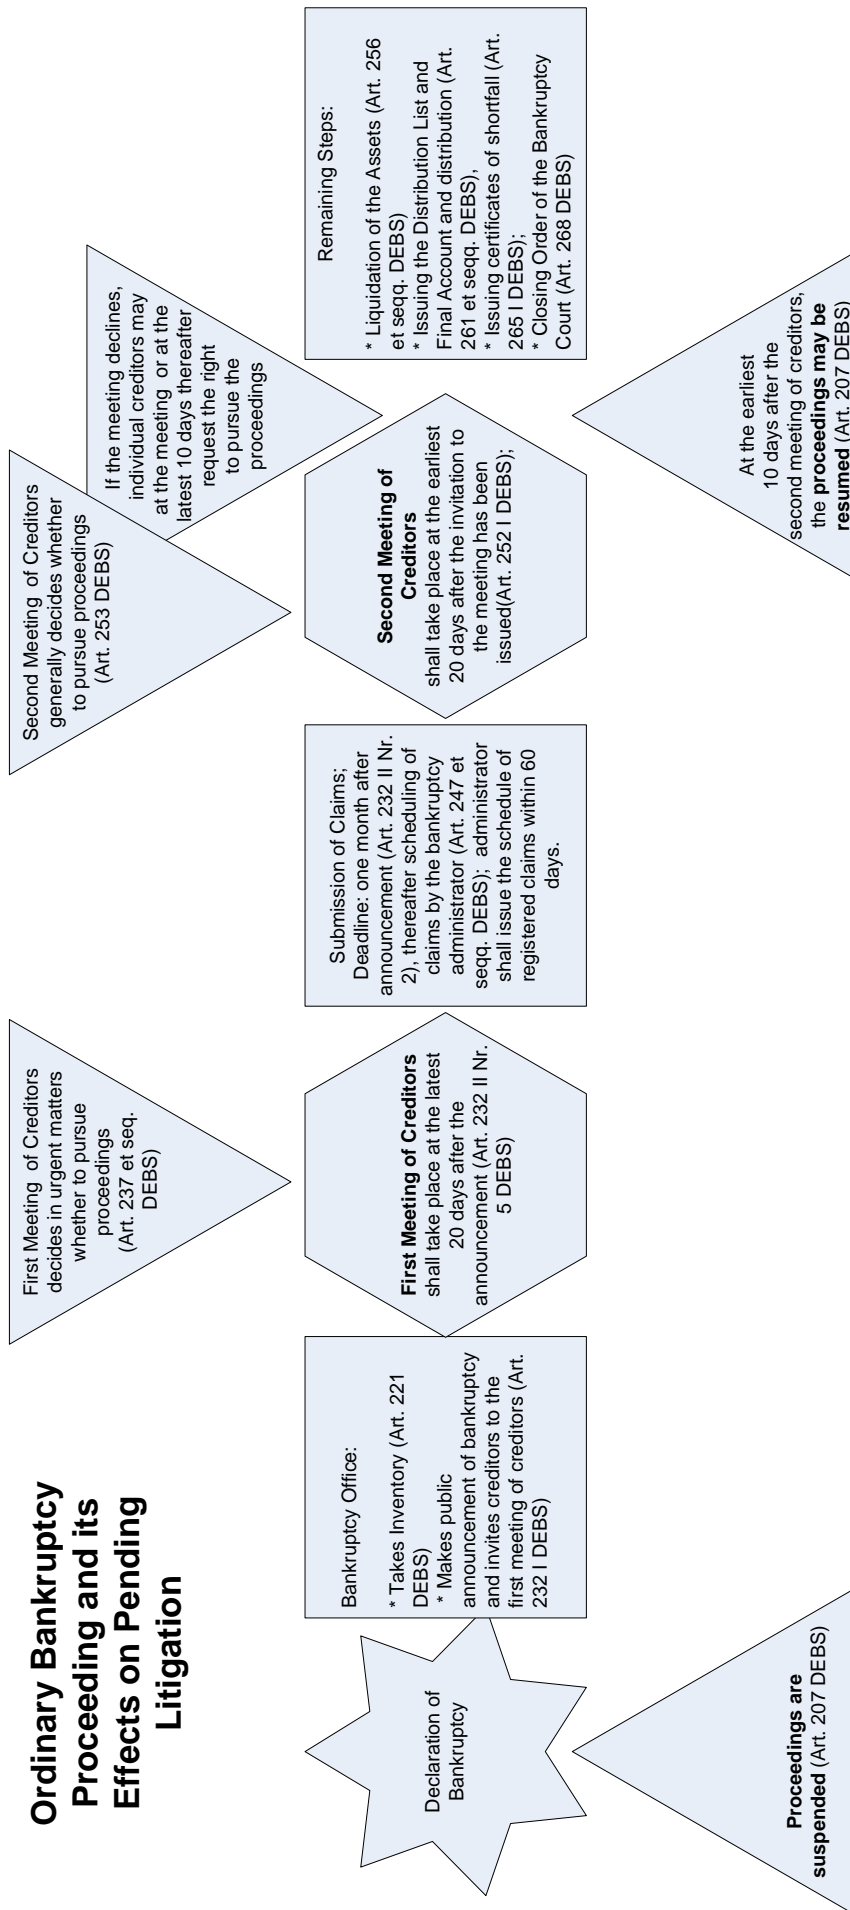 Ordinary Bankruptcy
Proceeding and its
Effects on Pending
Litigation
First Meeting  of Creditors
decides in urgent matters
whether to pursue
proceedings
(Art. 237 et seq.
DEBS)
Second Meeting  of Creditors
generally decides whether
to pursue proceedings
(Art. 253 DEBS)
If the meeting declines,
individual creditors may
at the meeting  or at the
latest 10 days thereafter
request the right
to pursue the
proceedings
Declaration of
Bankruptcy
Bankruptcy Office:
* Takes Inventory (Art. 221
DEBS)
* Makes public
announcement of bankruptcy
and invites creditors to the
first meeting of creditors (Art.
232 I DEBS)
First Meeting of Creditors
shall take place at the latest
20 days after the
announcement (Art. 232 II Nr.
5 DEBS)
Submission of Claims;
Deadline: one month after
announcement (Art. 232 II Nr.
2), thereafter scheduling of
claims by the bankruptcy
administrator (Art. 247 et
seqq. DEBS);  administrator
shall issue the schedule of
registered claims within 60
days.
Second Meeting of
Creditors
shall take place at the earliest
20 days after the invitation to
the meeting has been
issued(Art. 252 I DEBS);
Remaining Steps:
* Liquidation of the Assets (Art. 256
et seqq. DEBS)
* Issuing the Distribution List and
Final Account and distribution (Art.
261 et seqq. DEBS),
* Issuing certificates of shortfall (Art.
265 I DEBS);
* Closing Order of the Bankruptcy
Court (Art. 268 DEBS)
Proceedings are
suspended (Art. 207 DEBS)
At the earliest
10 days after the
second meeting of creditors,
the proceedings may be
resumed (Art. 207 DEBS)